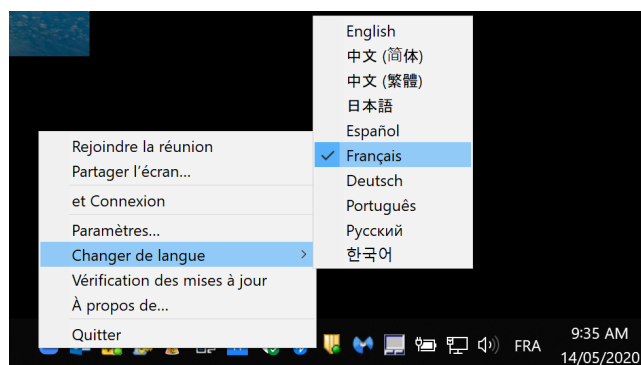 English
中文 (简体)
中文 (繁體)
日本語
Español
Français
Deutsch
Português
Русский
한국어
Rejoindre la réunion
Partager l'écran...
et Connexion
Paramètres...
Changer de langue
Vérification des mises à jour
À propos de...
Quitter
FRA
9:35 AM
14/05/2020